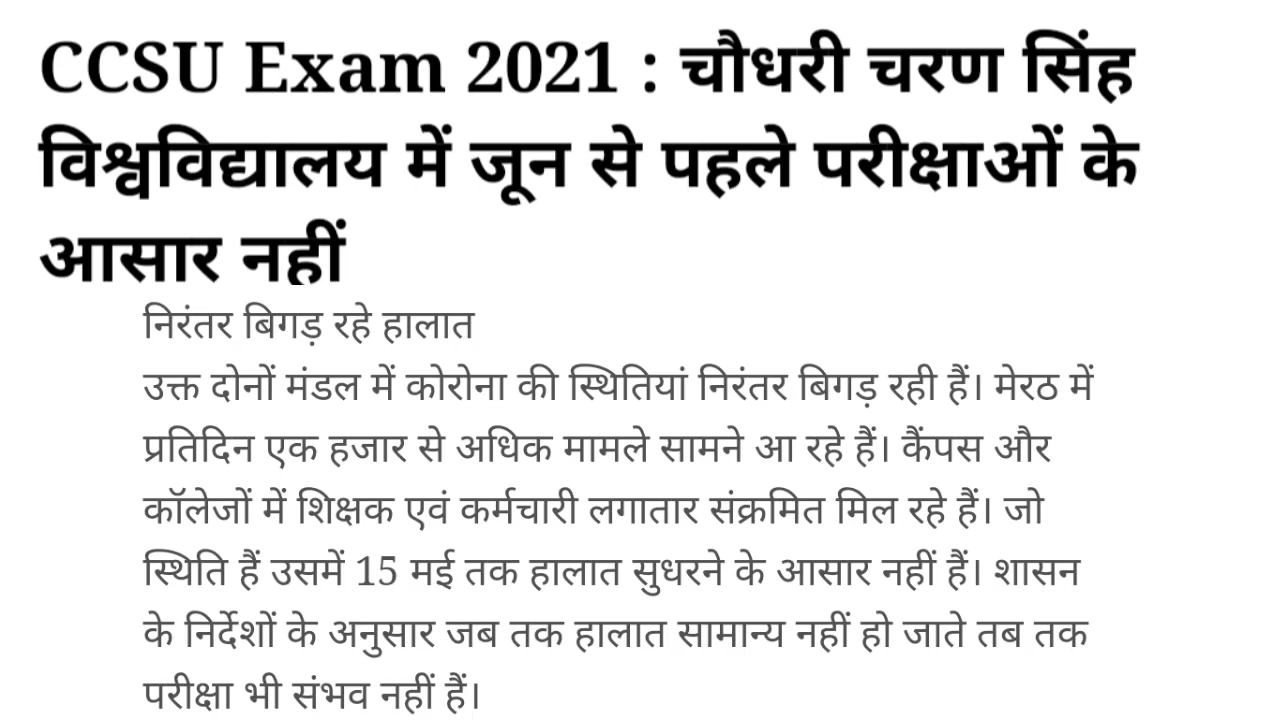 CCSU Exam 2021 : चौधरी चरण सिंह
विश्वविद्यालय में जून से पहले परीक्षाओं के
आसार नहीं
निरंतर बिगड़ रहे हालात
उक्त दोनों मंडल में कोरोना की स्थितियां निरंतर बिगड़ रही हैं। मेरठ में
प्रतिदिन एक हजार से अधिक मामले सामने आ रहे हैं। कैंपस और
कॉलेजों में शिक्षक एवं कर्मचारी लगातार संक्रमित मिल रहे हैं। जो
स्थिति हैं उसमें 15 मई तक हालात सुधरने के आसार नहीं हैं। शासन
के निर्देशों के अनुसार जब तक हालात सामान्य नहीं हो जाते तब तक
परीक्षा भी संभव नहीं हैं।